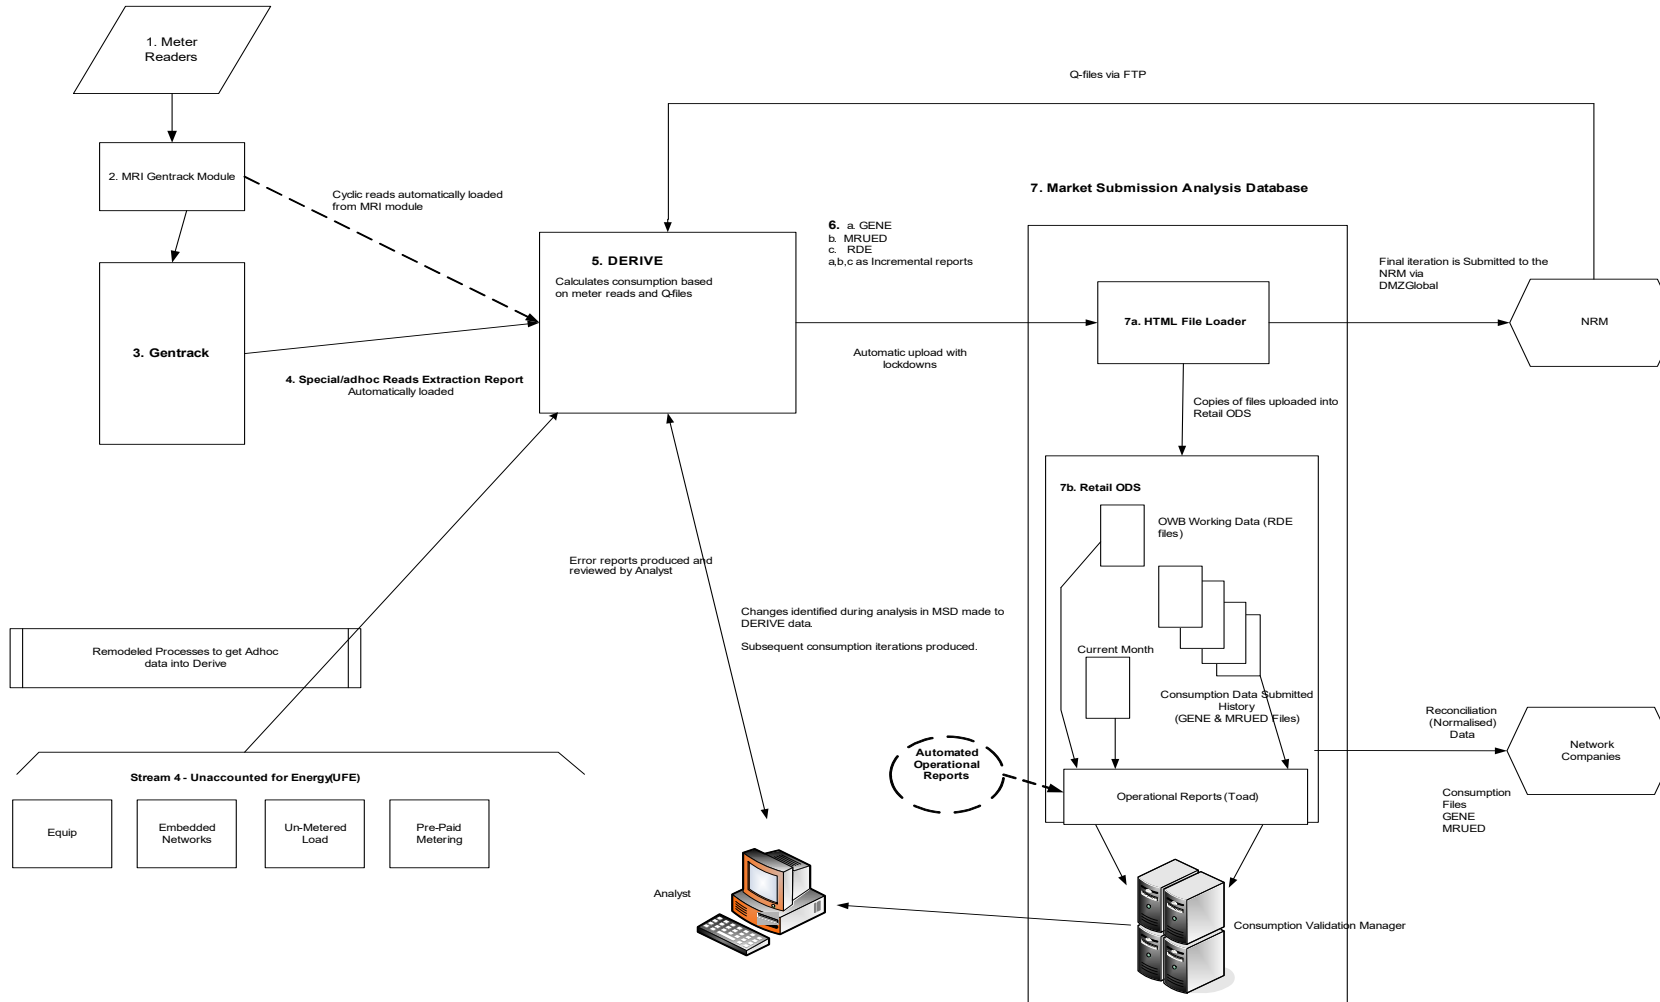 1. Meter
Readers
Q-files via FTP
2. MRI Gentrack Module
Cyclic reads automatically loaded
from MRI module
7. Market Submission Analysis Database
6. a. GENE
b. MRUED
c. RDE
a,b,c as Incremental reports
5. DERIVE
Calculates consumption based
on meter reads and Q-files
Final iteration is Submitted to the
NRM via
DMZGlobal
7a. HTML File Loader
NRM
3. Gentrack
Automatic upload with
lockdowns
4. Special/adhoc Reads Extraction Report
Automatically loaded
Copies of files uploaded into
Retail ODS
7b. Retail ODS
OWB Working Data (RDE
files)
Error reports produced and
reviewed by Analyst
Changes identified during analysis in MSD made to
DERIVE data.
Subsequent consumption iterations produced.
Remodeled Processes to get Adhoc
data into Derive
Current Month
Consumption Data Submitted
History
(GENE & MRUED Files)
Reconciliation
(Normalised)
Data
Network
Companies
Automated
Operational
Reports
Stream 4 - Unaccounted for Energy(UFE)
Operational Reports (Toad)
Consumption
Files
GENE
MRUED
Equip
Embedded
Networks
Un-Metered
Load
Pre-Paid
Metering
Analyst
Consumption Validation Manager